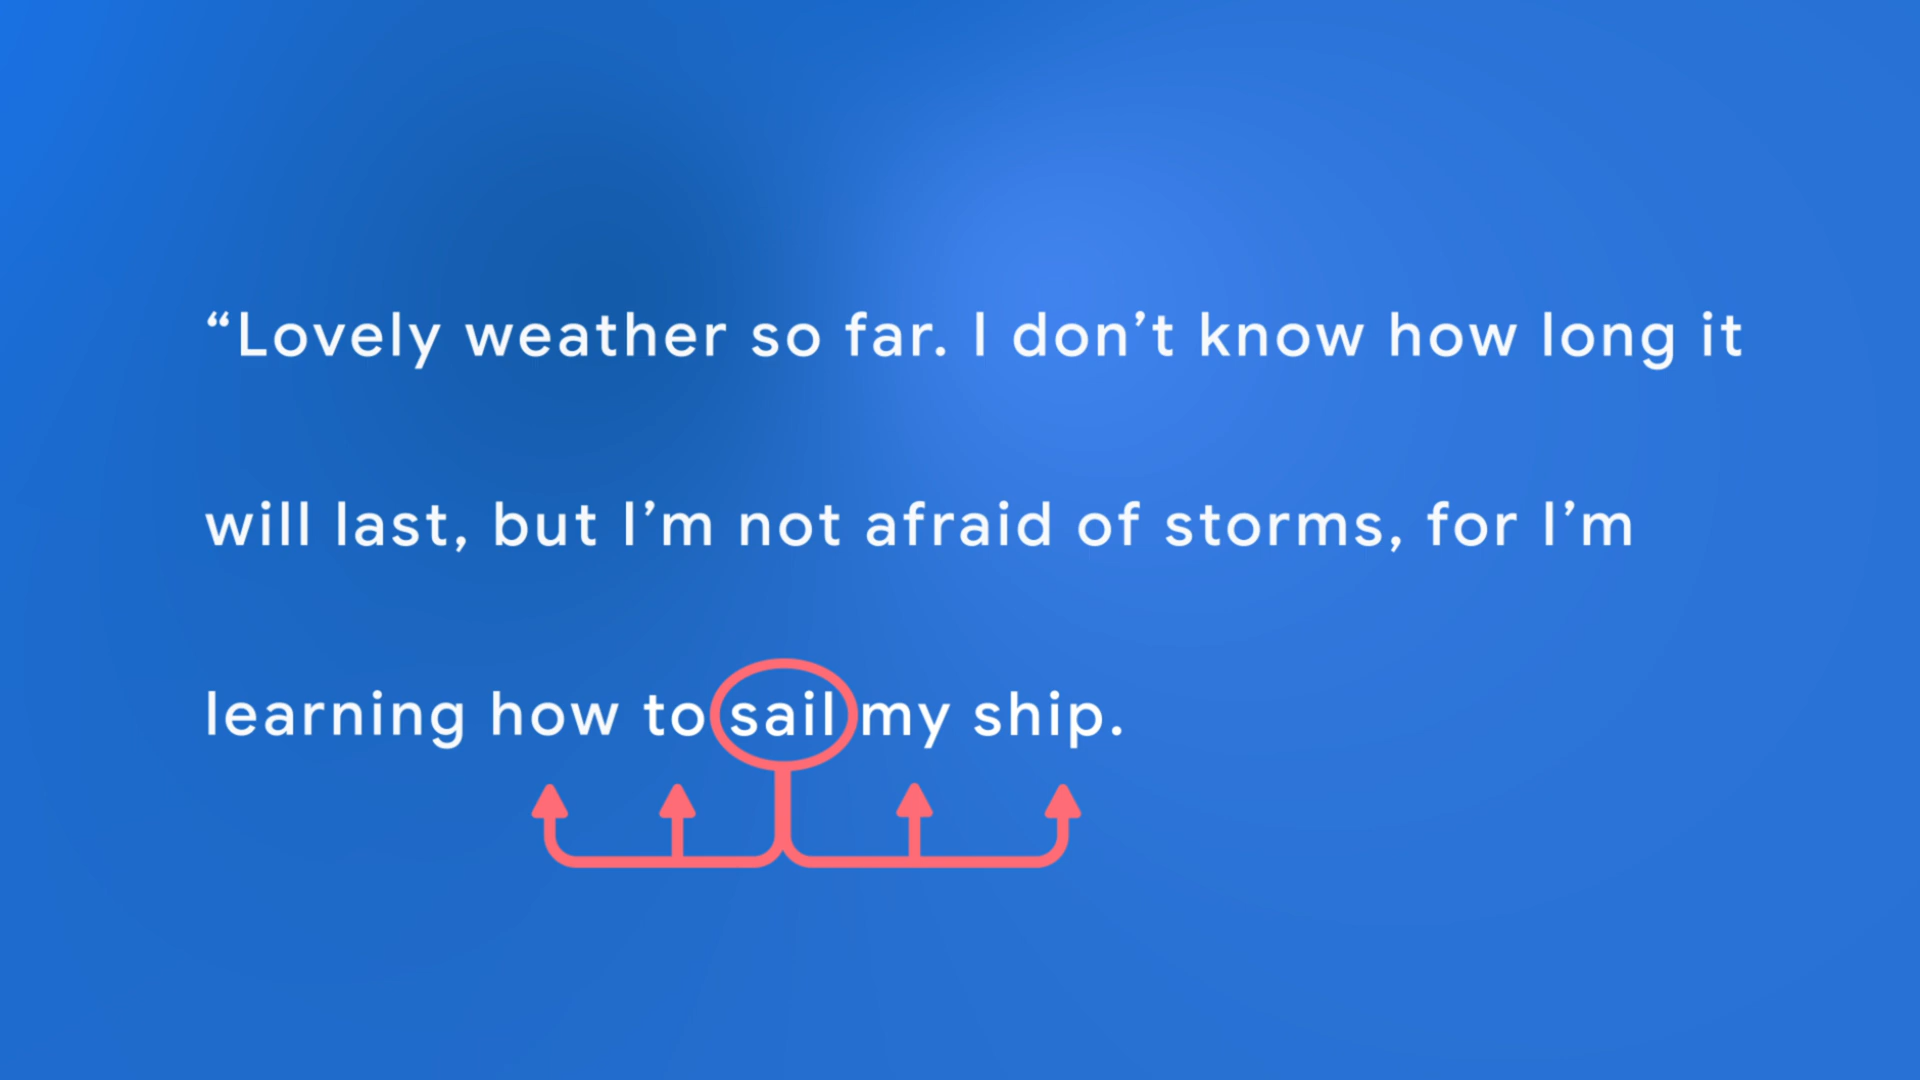 “Lovely weather so far. I don’t know how long it
will last, but I’m not afraid of storms, for I’m
learning how to sail my ship.